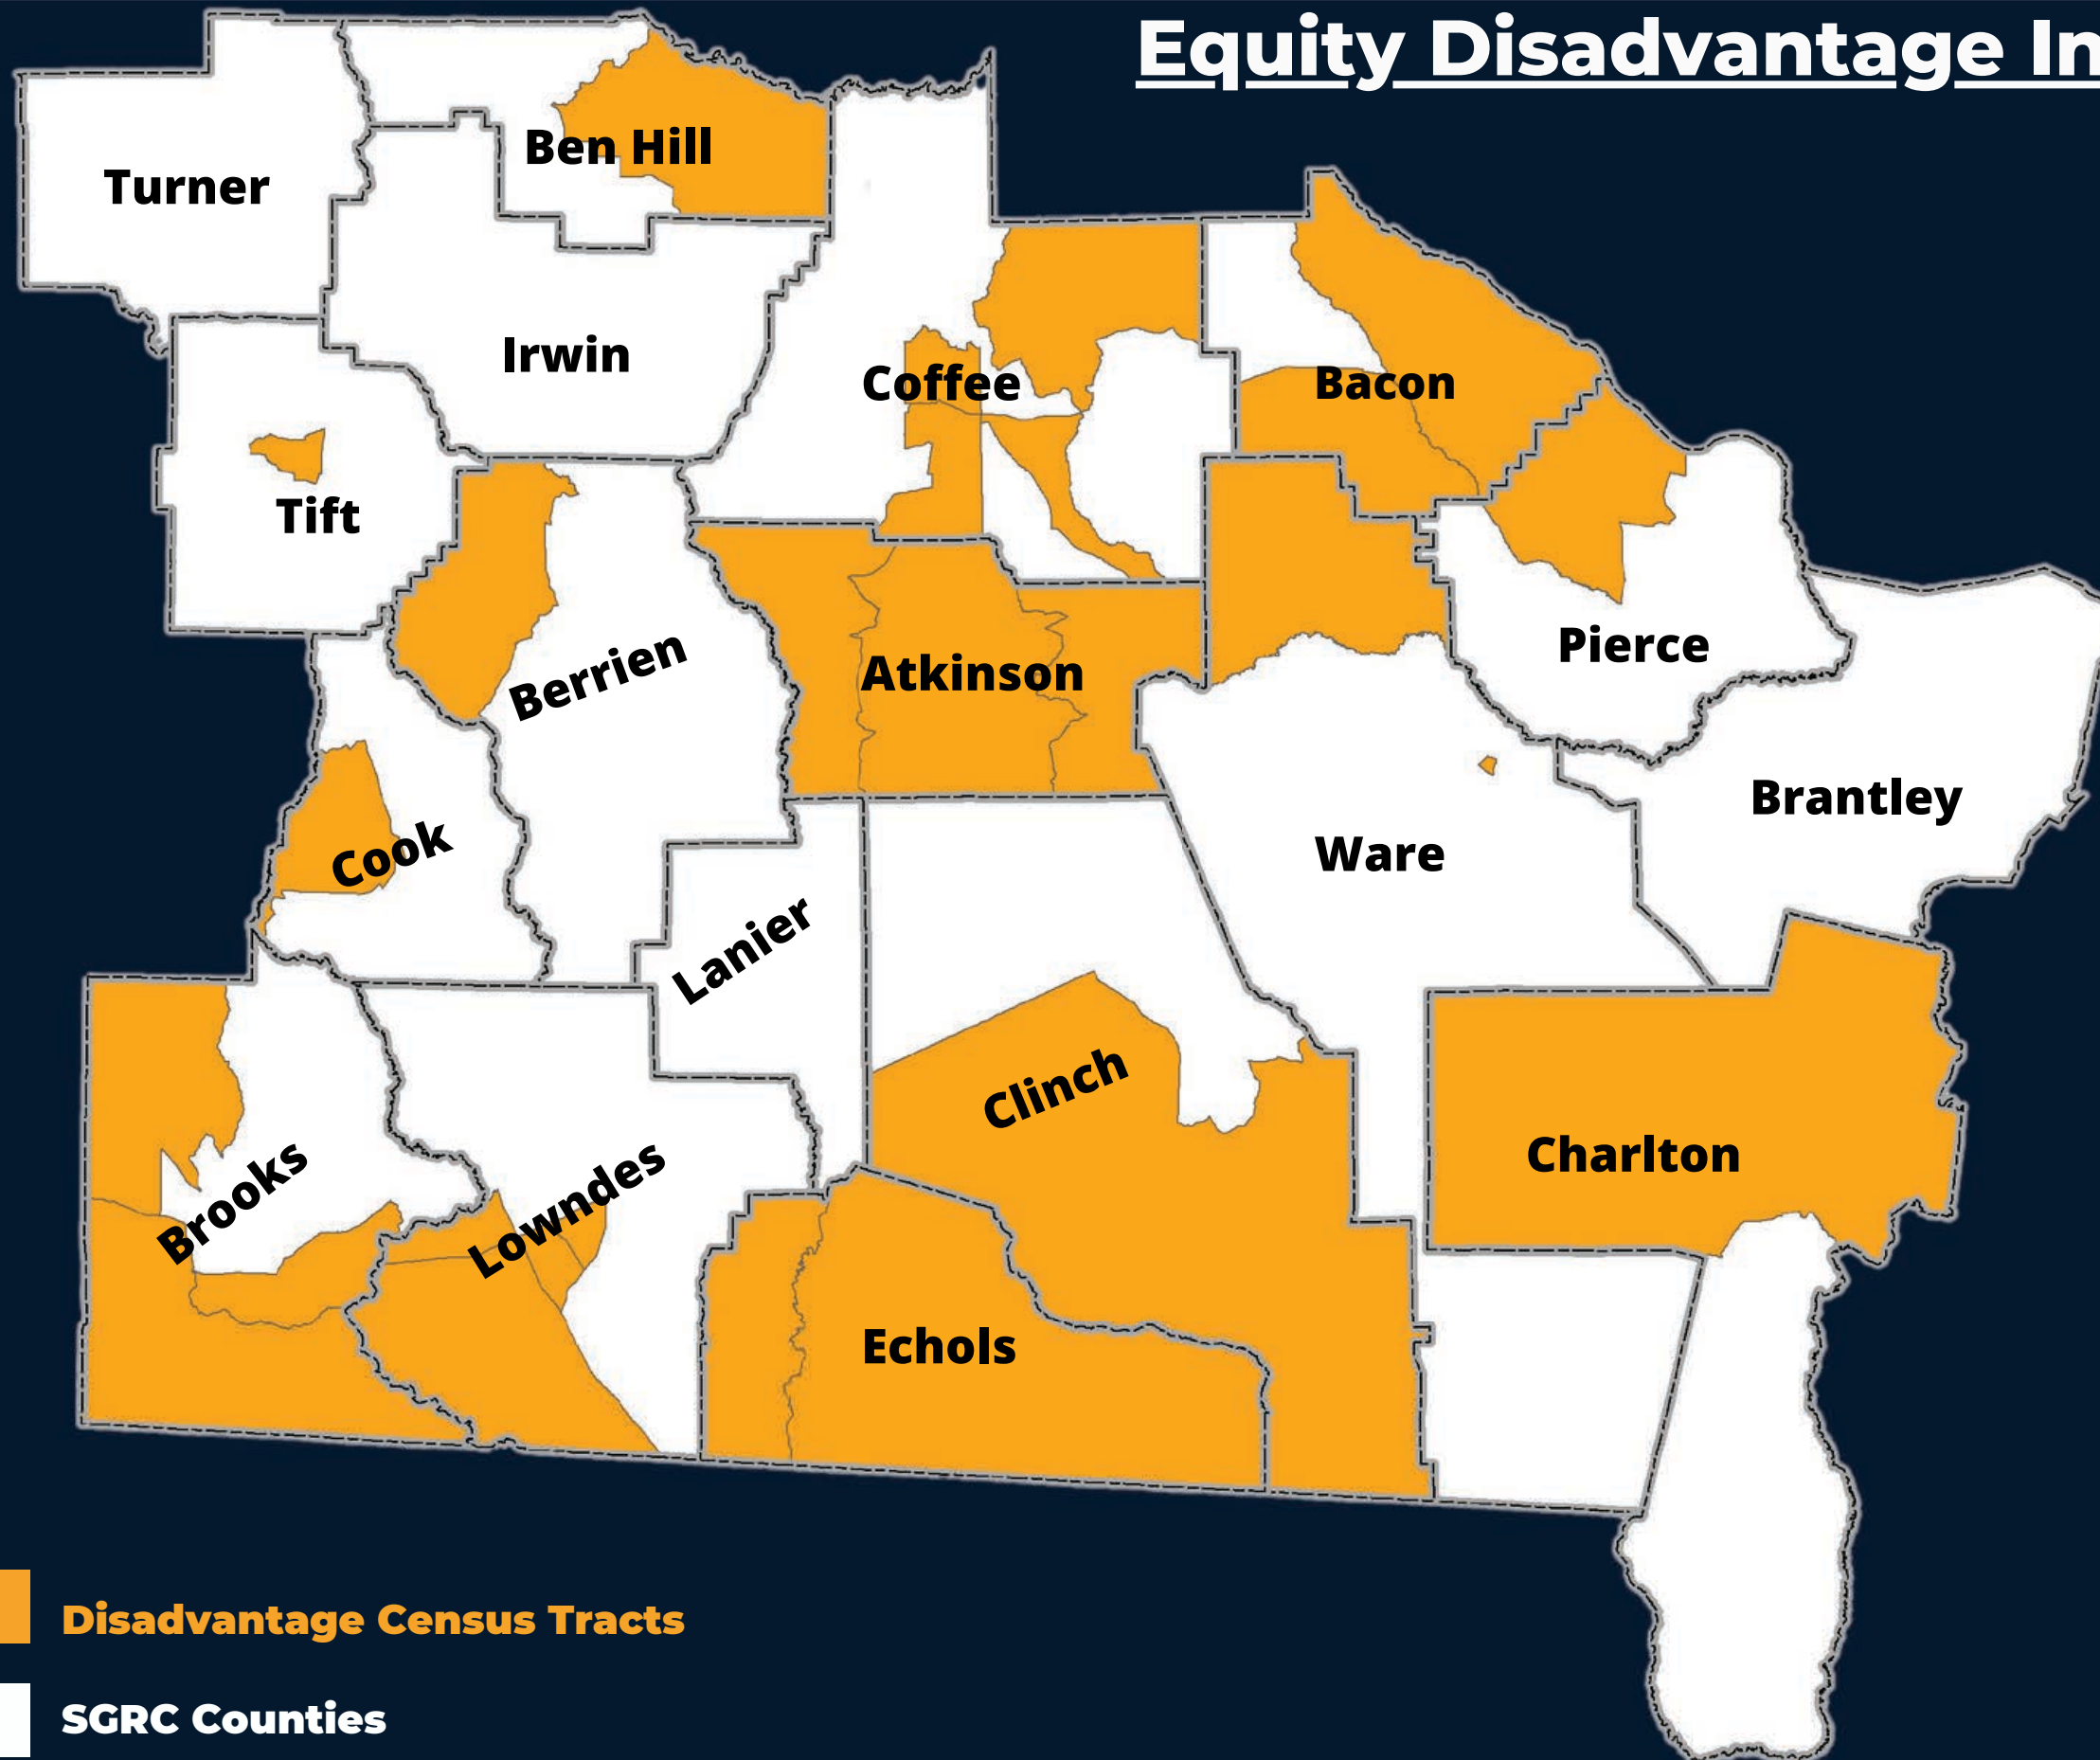 Equity Disadvantage In
Ben Hill
Turner
Irwin
Coffee
Bacon
Tift
Pierce
Berrien
Atkinson
Brantley
Cook
Ware
Lanier
Clinch
Charlton
Brooks
Lowndes
Echols
Disadvantage Census Tracts
SGRC Counties